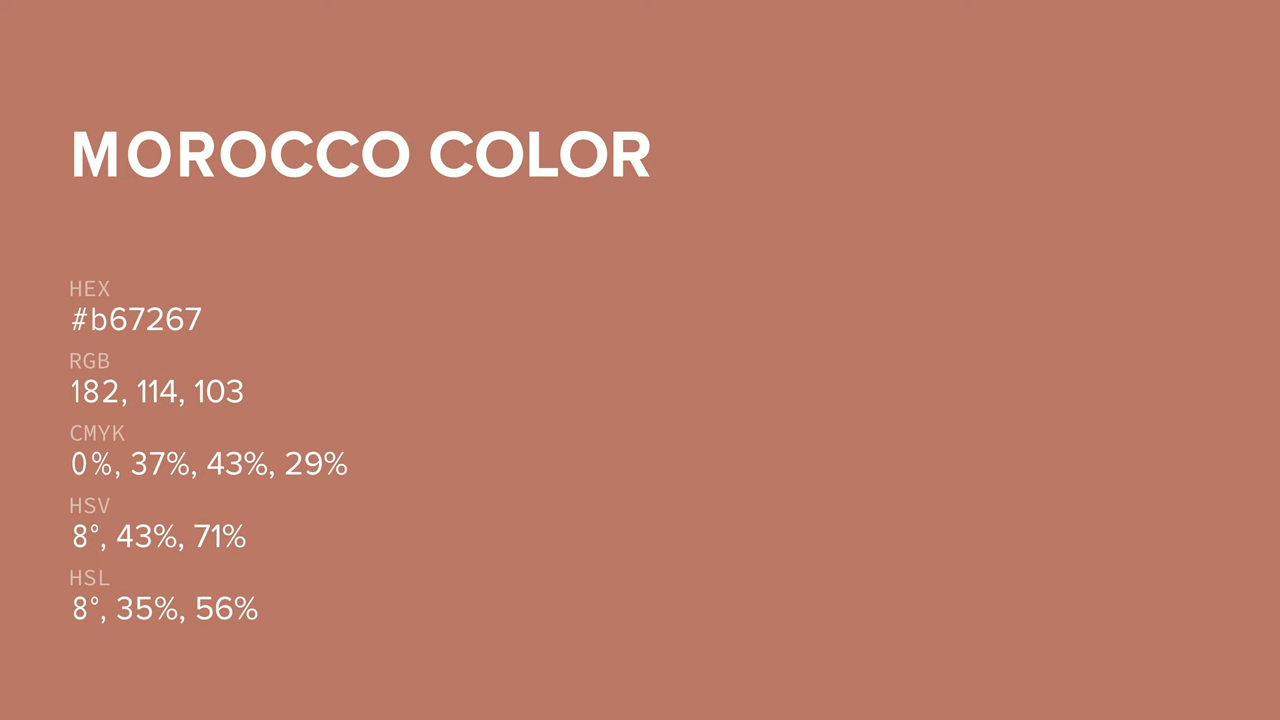 MOROCCO COLOR
HEX
#b67267
RGB
182, 114, 103
CMYK
0%, 37%, 43%, 29%
HSV
8°, 43%, 71%
HSL
8°, 35%, 56%